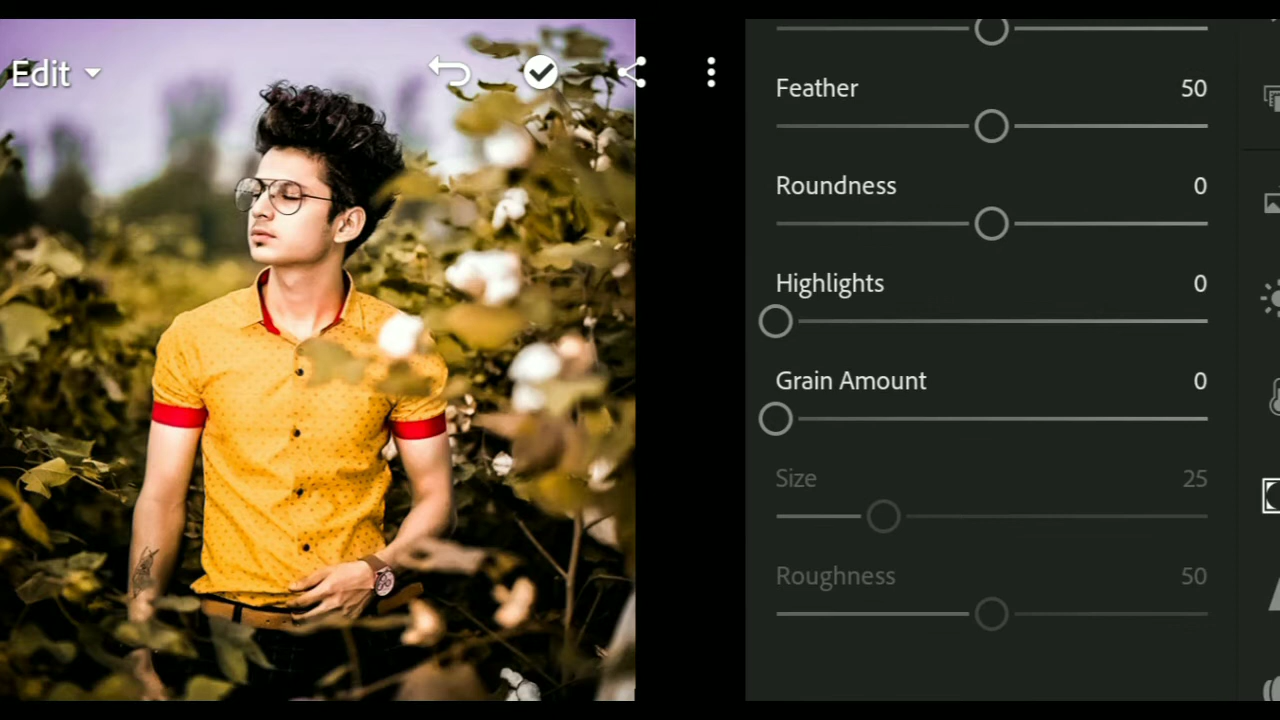 Edit
Feather 50
Roundness 0
Highlights 0
Grain Amount 0
Size 25
Roughness 50